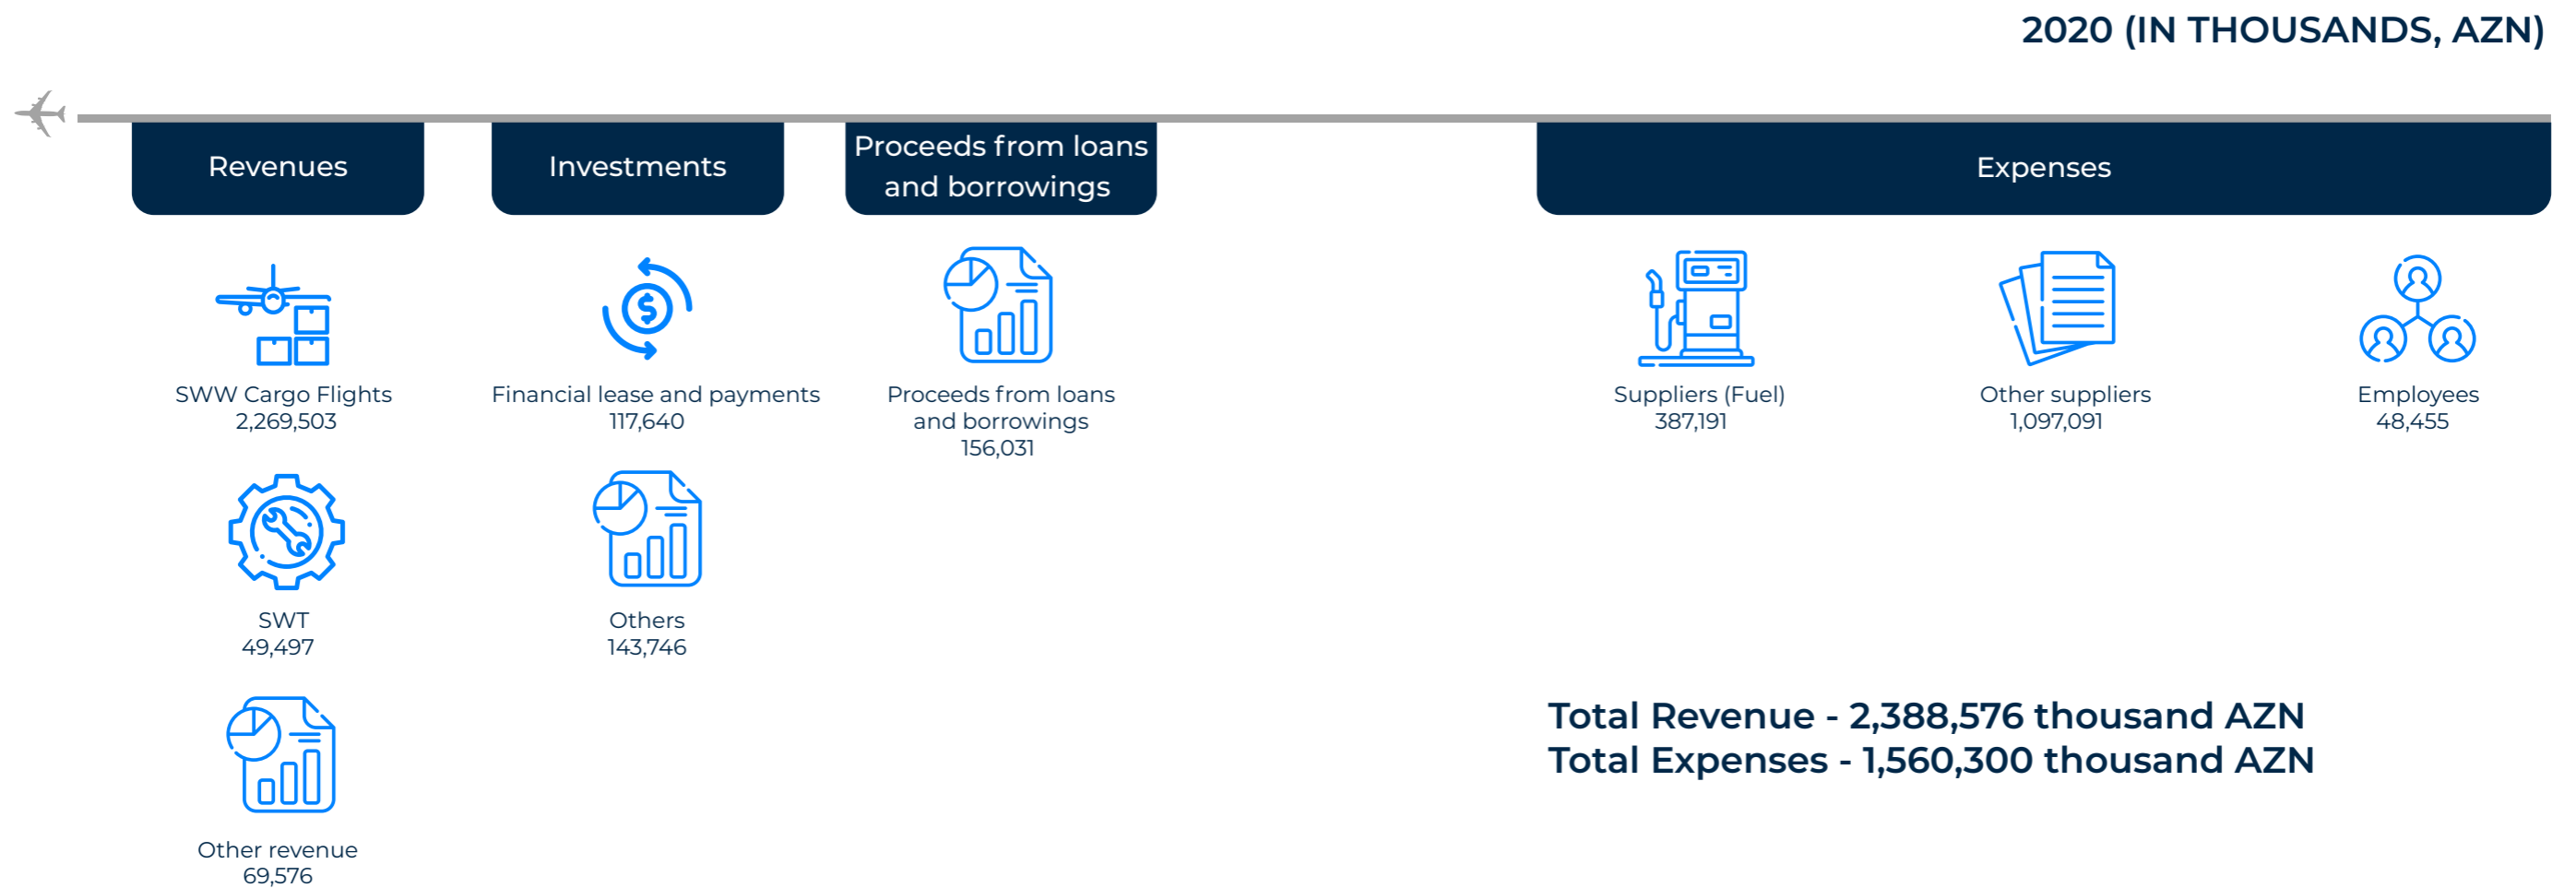 2020 (IN THOUSANDS, AZN)
Revenues
Investments
Proceeds from loans
and borrowings
Expenses
SWW Cargo Flights
2,269,503
Financial lease and payments
117,640
Proceeds from loans
and borrowings
156,031
Suppliers (Fuel)
387,191
Other suppliers
1,097,091
Employees
48,455
SWT
49,497
Others
143,746
Other revenue
69,576
Total Revenue - 2,388,576 thousand AZN
Total Expenses - 1,560,300 thousand AZN